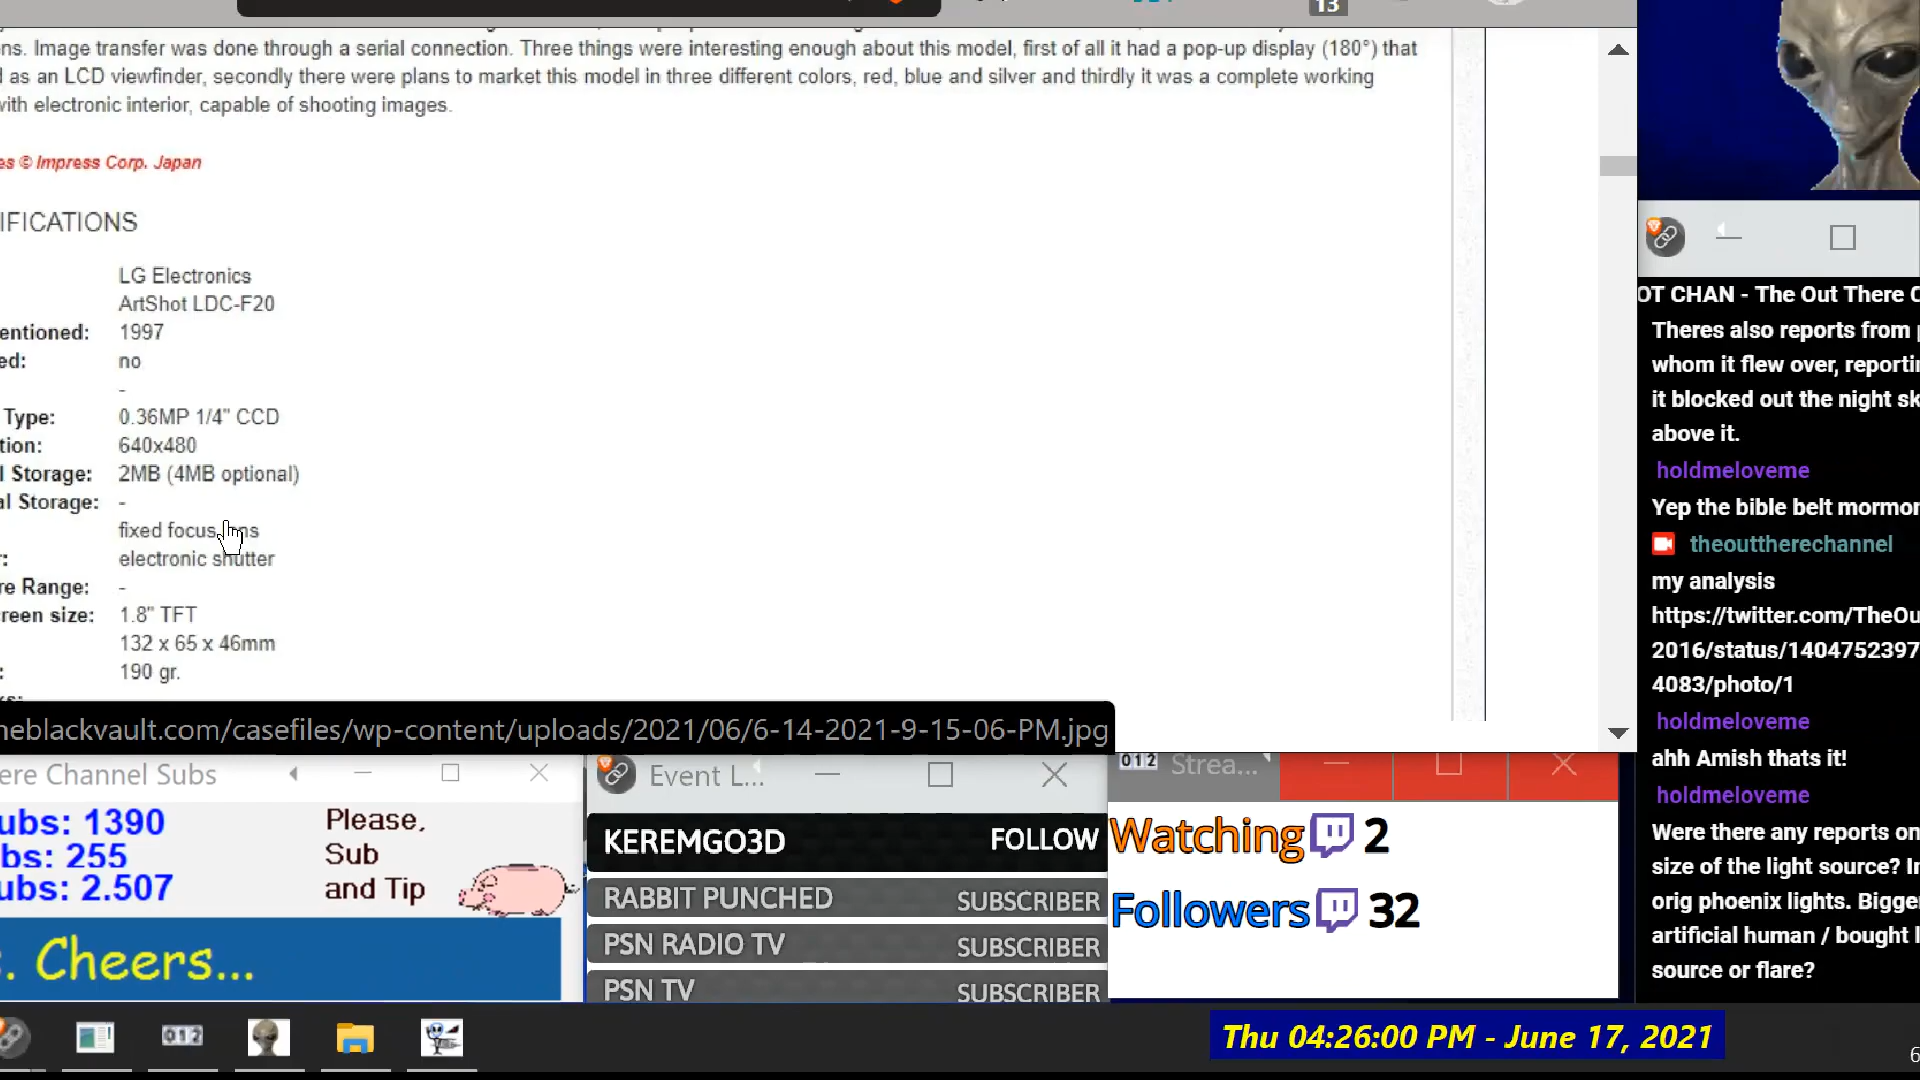 13
ns. Image transfer was done through a serial connection. Three things were interesting enough about this model, first of all it had a pop-up display (180°) that
as an LCD viewfinder, secondly there were plans to market this model in three different colors, red, blue and silver and thirdly it was a complete working
with electronic interior, capable of shooting images.
es © Impress Corp. Japan
IFICATIONS
LG Electronics
ArtShot LDC-F20
entioned: 1997
ed: no
-
Type: 0.36MP 1/4" CCD
tion: 640x480
l Storage: 2MB (4MB optional)
al Storage: -
fixed focus
r: electronic shutter
re Range: -
reen size: 1.8" TFT
132 x 65 x 46mm
: 190 gr.
heblackvault.com/casefiles/wp-content/uploads/2021/06/6-14-2021-9-15-06-PM.jpg
ere Channel Subs
ubs: 1390
bs: 255
ubs: 2.507
Please,
Sub
and Tip
. Cheers...
Event L...
KEREMGO3D FOLLOW
RABBIT PUNCHED SUBSCRIBER
PSN RADIO TV SUBSCRIBER
PSN TV SUBSCRIBER
012 Strea...
Watching 2
Followers 32
OT CHAN - The Out There C
Theres also reports from p
whom it flew over, reportin
it blocked out the night sk
above it.
holdmeloveme
Yep the bible belt mormon
theouttherechannel
my analysis
https://twitter.com/TheOu
2016/status/1404752397
4083/photo/1
holdmeloveme
ahh Amish thats it!
holdmeloveme
Were there any reports on
size of the light source? In
orig phoenix lights. Bigger
artificial human / bought l
source or flare?
012
Thu 04:26:00 PM - June 17, 2021
6